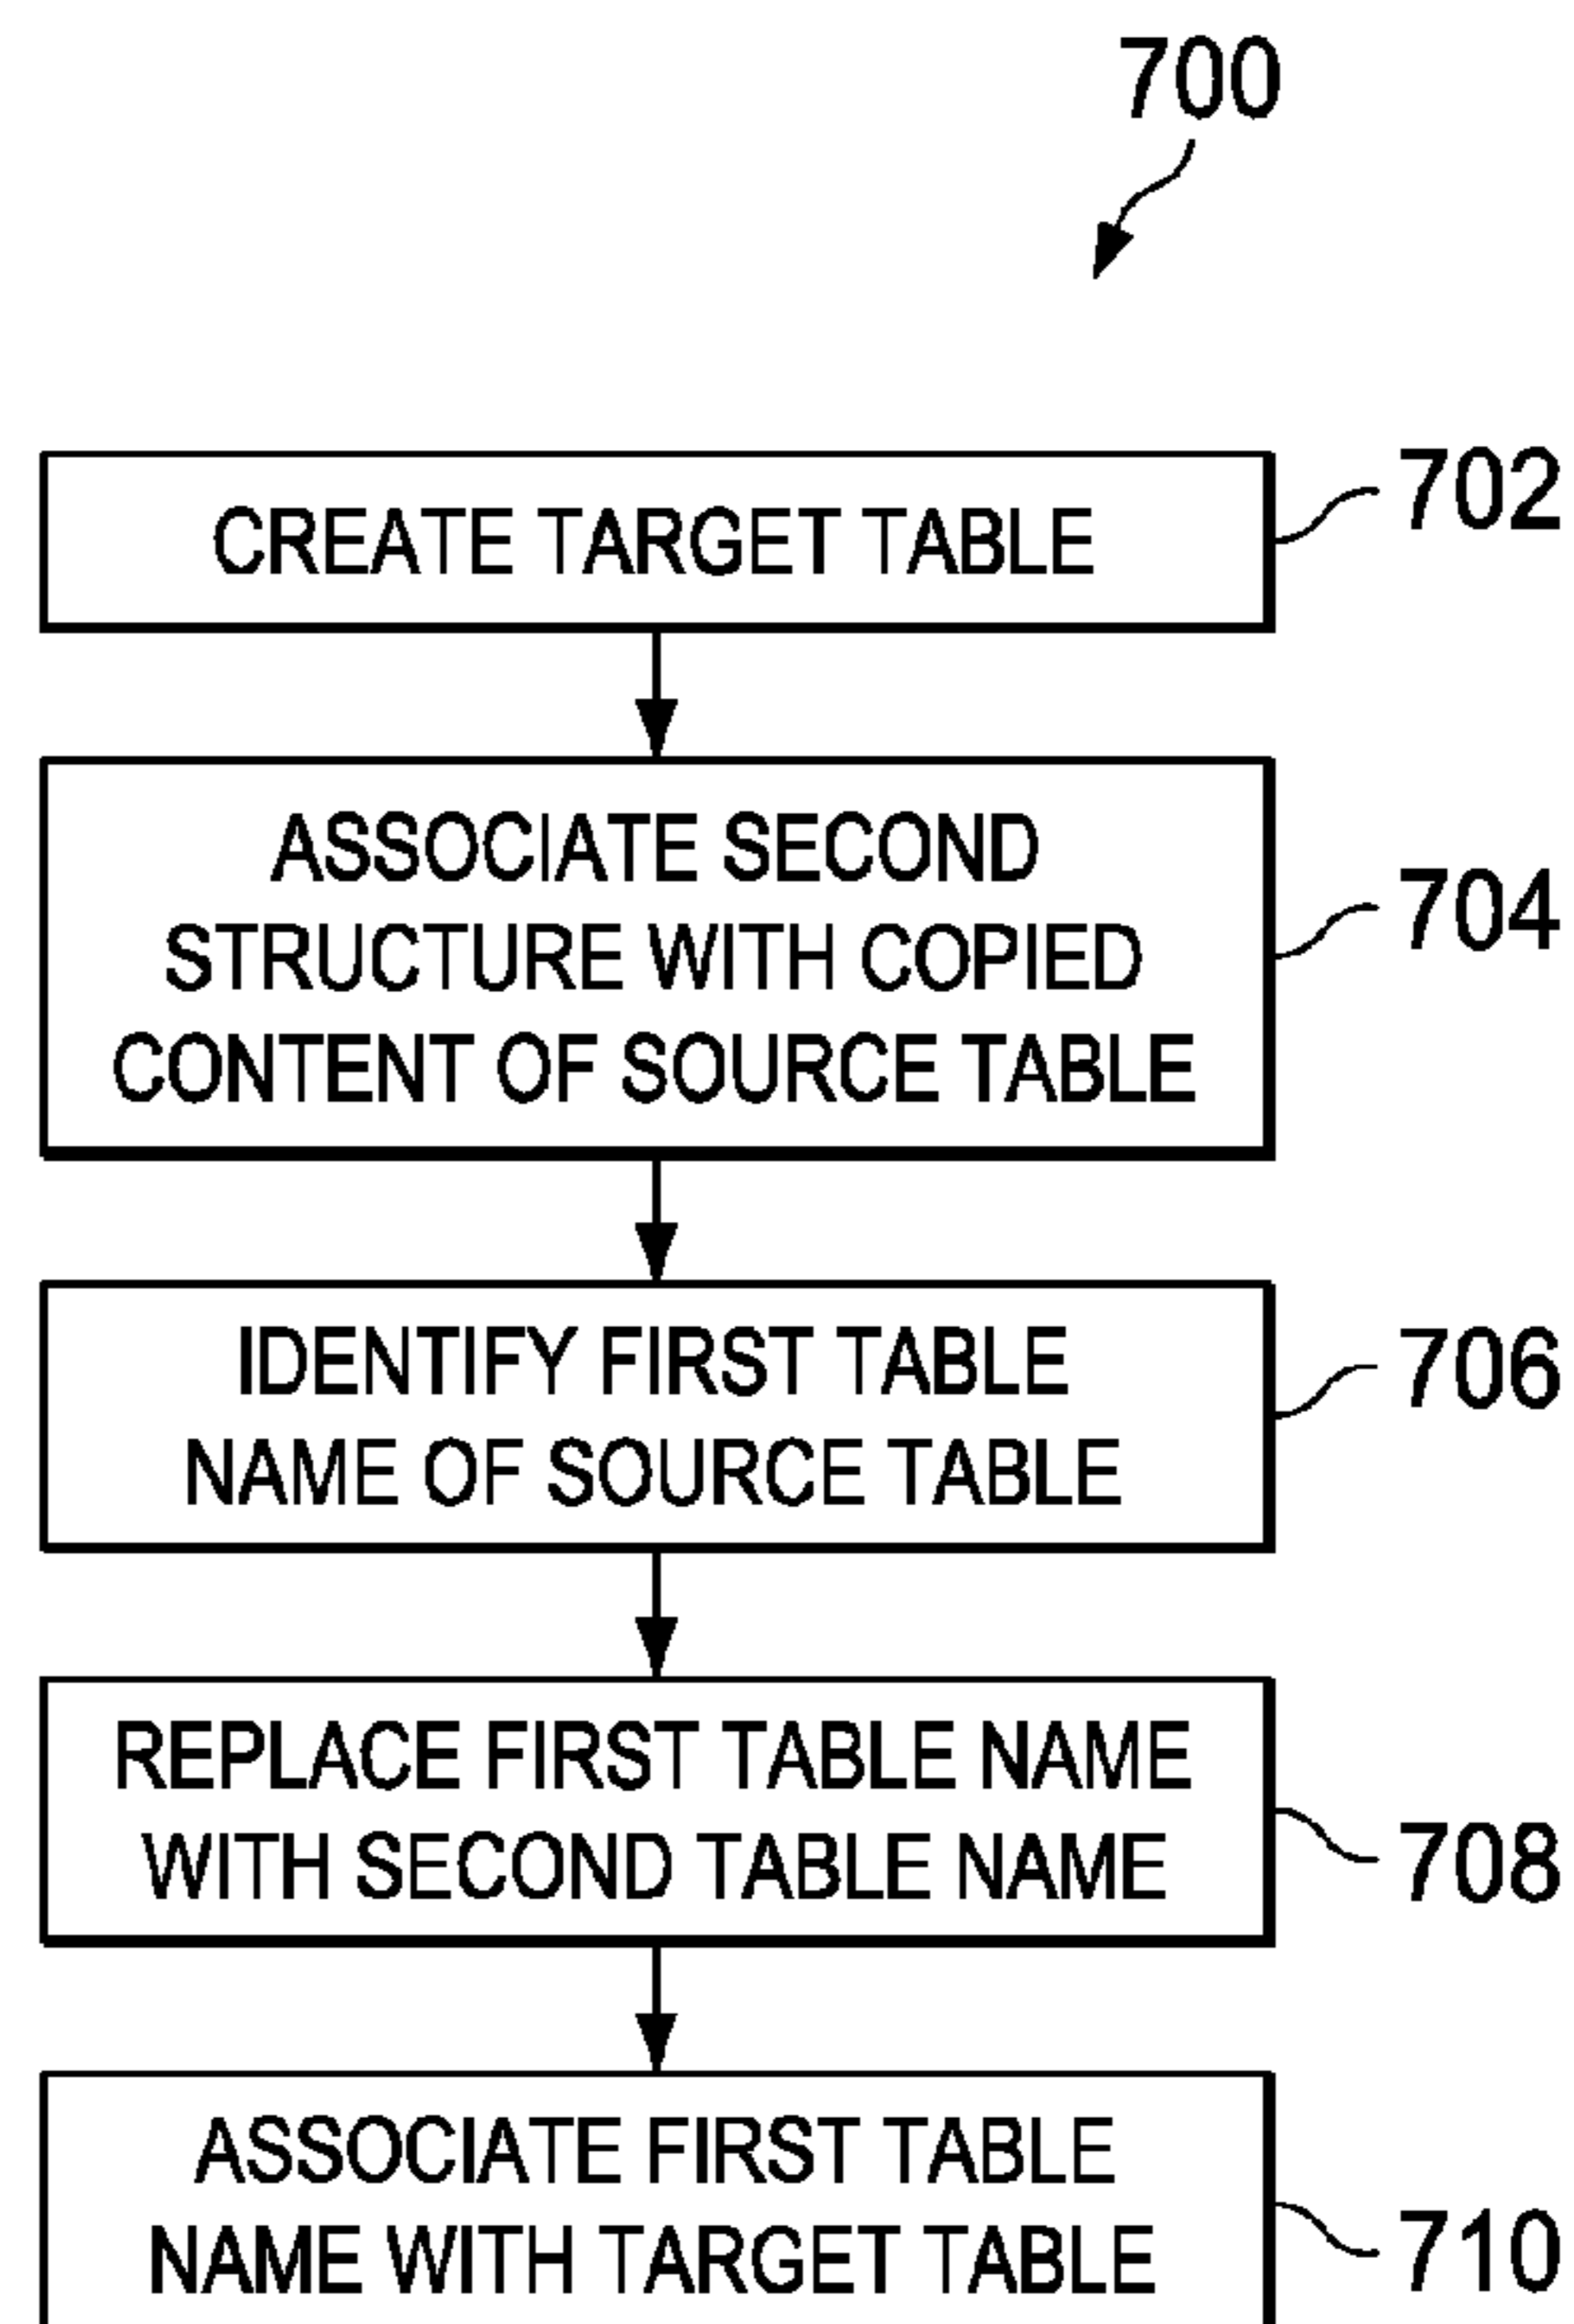 700
CREATE TARGET TABLE
702
ASSOCIATE SECOND
STRUCTURE WITH COPIED
CONTENT OF SOURCE TABLE
704
IDENTIFY FIRST TABLE
NAME OF SOURCE TABLE
706
REPLACE FIRST TABLE NAME
WITH SECOND TABLE NAME
708
ASSOCIATE FIRST TABLE
NAME WITH TARGET TABLE
710